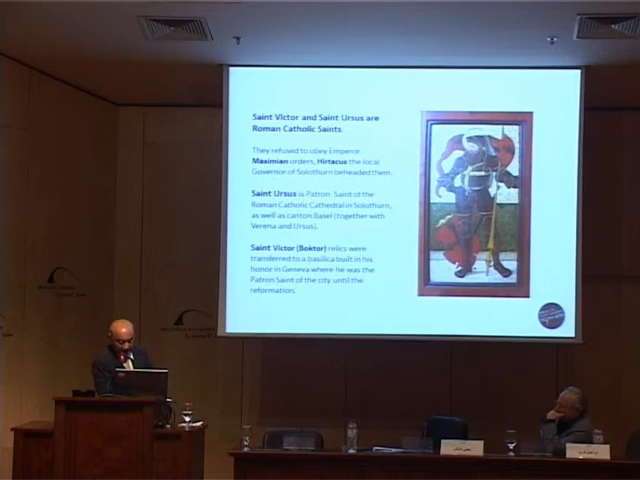 Saint Victor and Saint Ursus are
Roman Catholic Saints.
They refused to obey Emperor
Maximian orders, Hirtacus the local
Governor of Solothurn beheaded them.
Saint Ursus is Patron Saint of the
Roman Catholic Cathedral in Solothurn,
as well as canton Basel (together with
Verena and Ursus).
Saint Victor (Boktor) relics were
transferred to a basilica built in his
honor in Geneva where he was the
Patron Saint of the city until the
reformation.